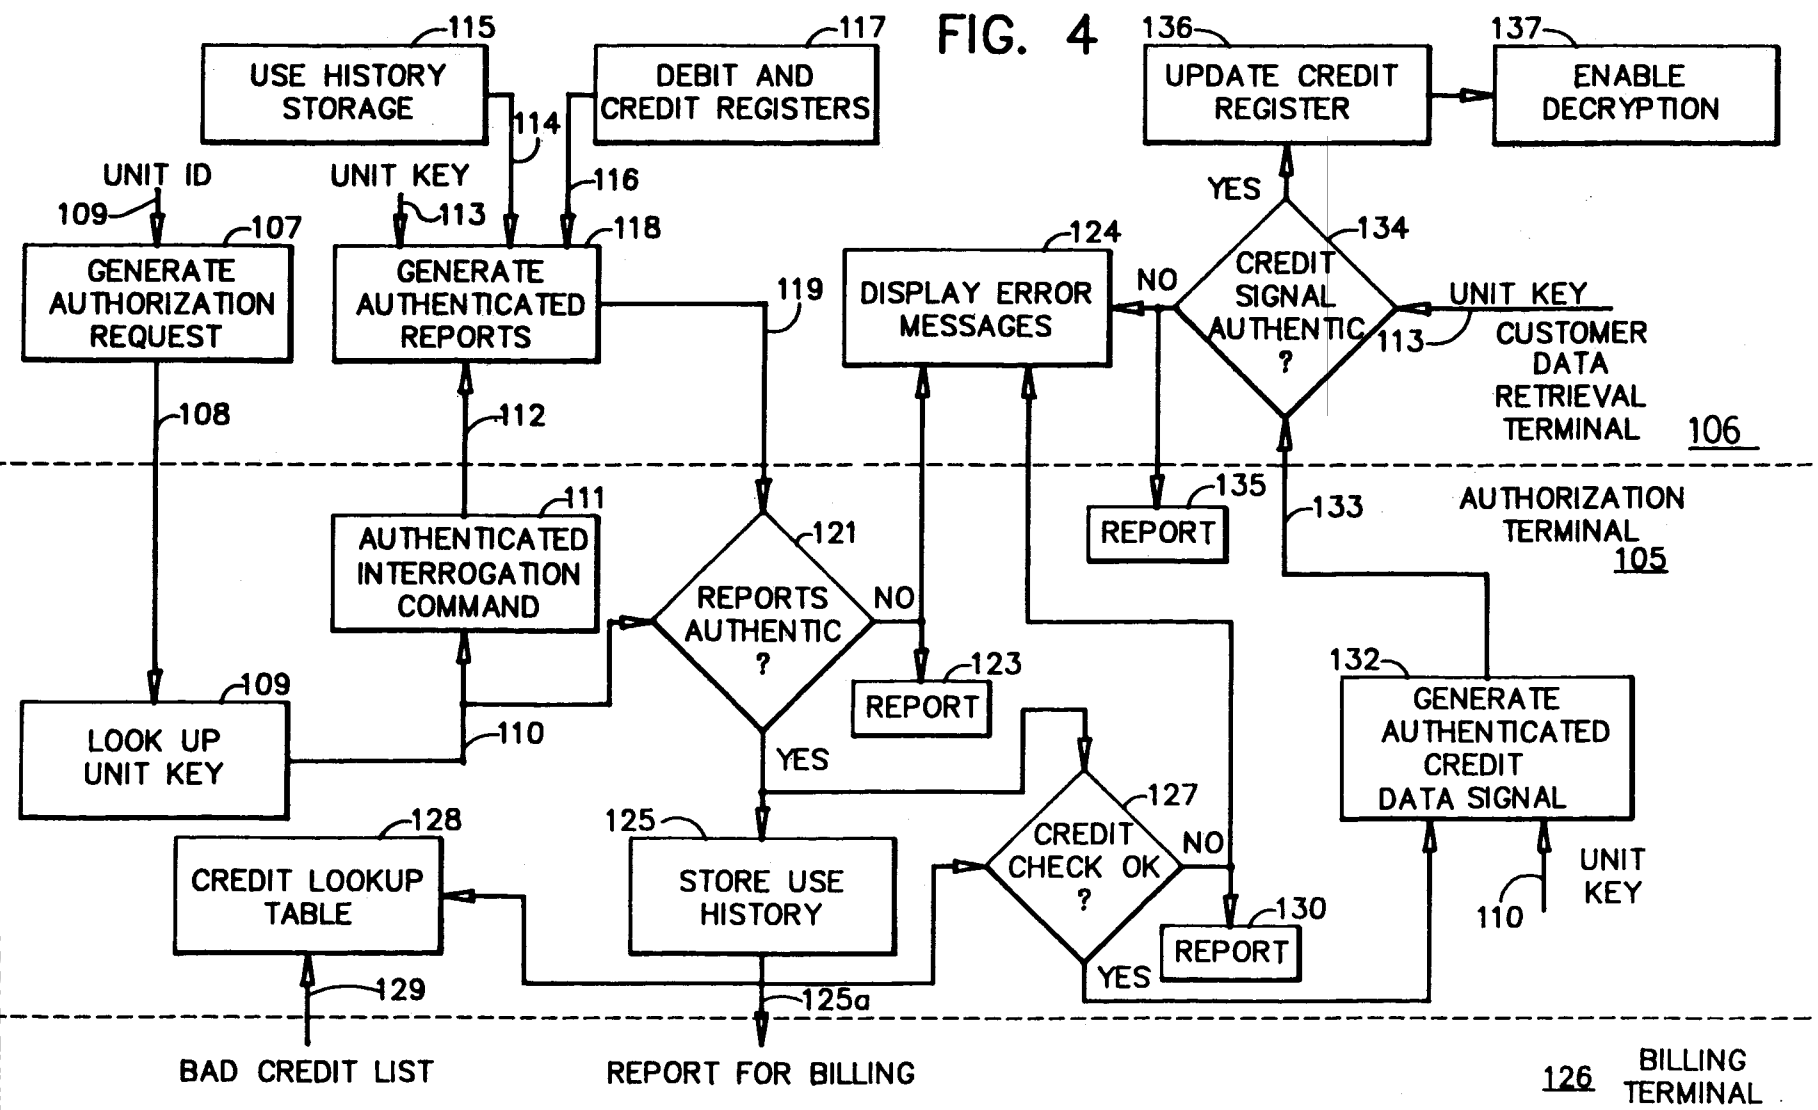 FIG. 4
115
USE HISTORY
STORAGE
117
DEBIT AND
CREDIT REGISTERS
136
UPDATE CREDIT
REGISTER
137
ENABLE
DECRYPTION
114
116
UNIT ID
109
UNIT KEY
113
107
GENERATE
AUTHORIZATION
REQUEST
118
GENERATE
AUTHENTICATED
REPORTS
119
124
DISPLAY ERROR
MESSAGES
YES
134
NO
CREDIT
SIGNAL
AUTHENTIC
?
UNIT KEY
113
CUSTOMER
DATA
RETRIEVAL
TERMINAL
106
108
112
111
AUTHENTICATED
INTERROGATION
COMMAND
121
REPORTS
AUTHENTIC
?
NO
135
REPORT
133
AUTHORIZATION
TERMINAL
105
109
LOOK UP
UNIT KEY
110
123
REPORT
YES
132
GENERATE
AUTHENTICATED
CREDIT
DATA SIGNAL
128
CREDIT LOOKUP
TABLE
125
STORE USE
HISTORY
127
CREDIT
CHECK OK
?
NO
130
REPORT
YES
110
UNIT
KEY
129
125a
BAD CREDIT LIST
REPORT FOR BILLING
126
BILLING
TERMINAL